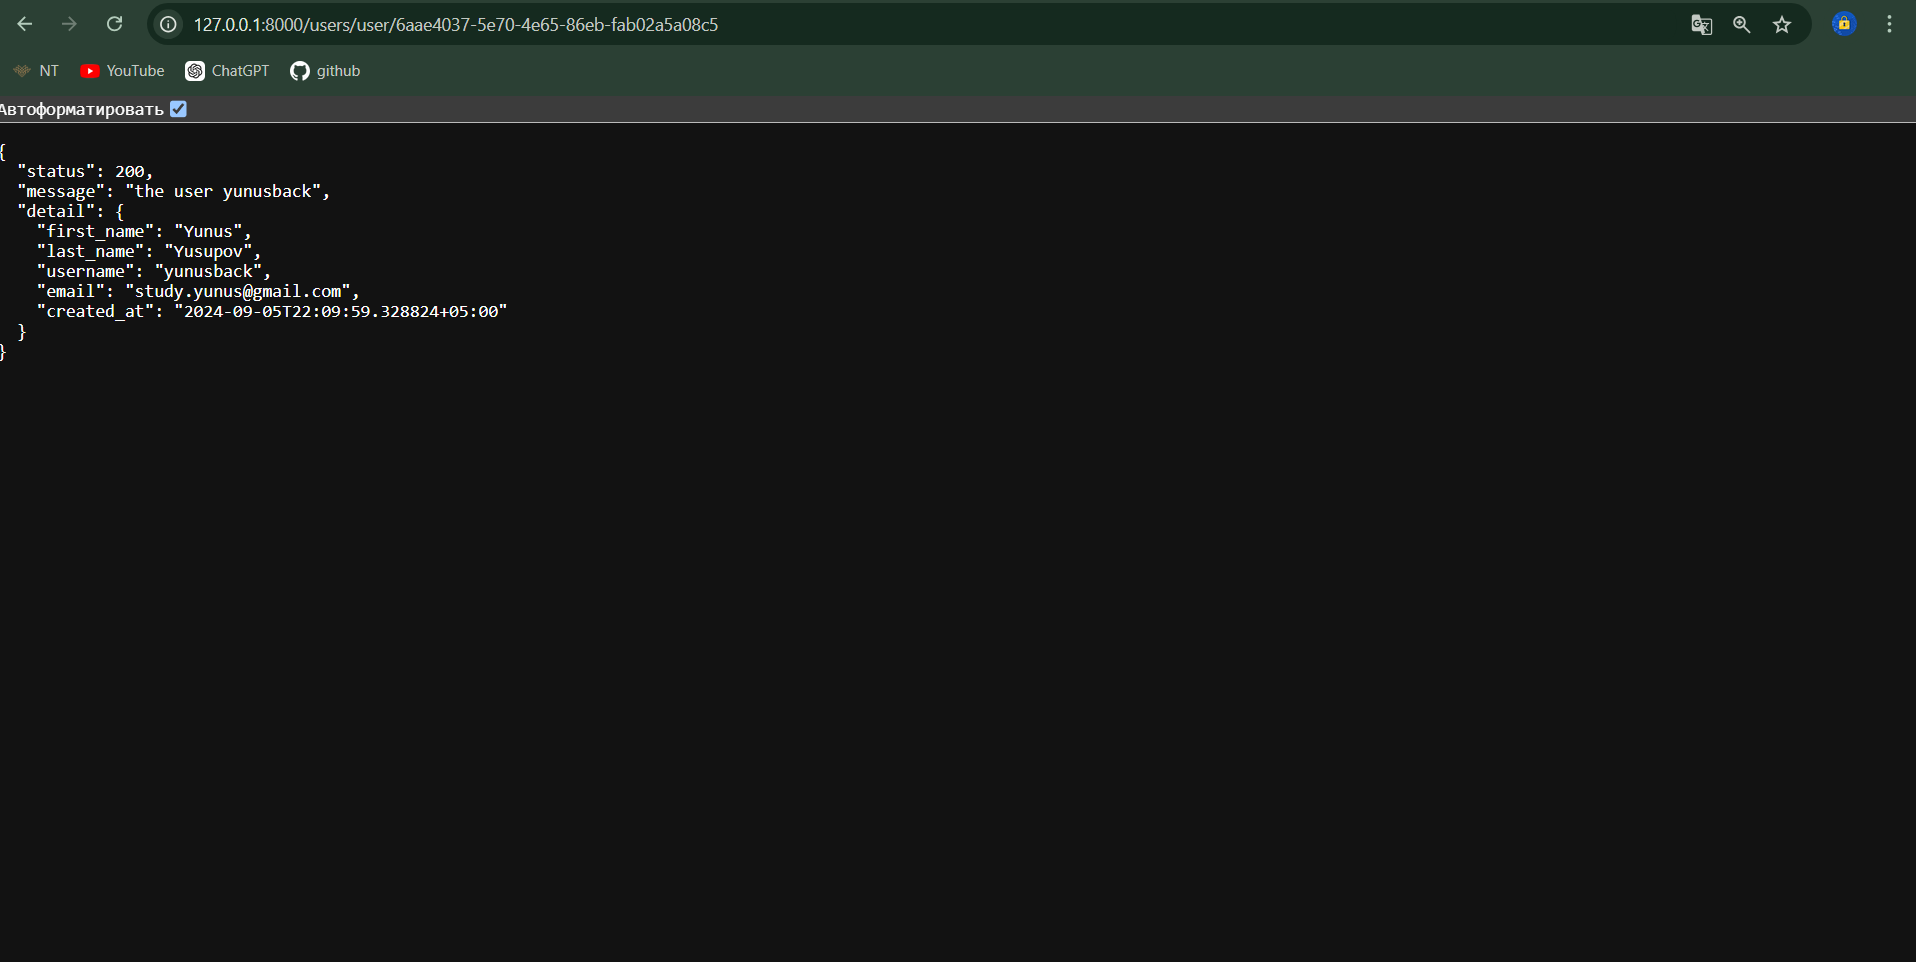 127.0.0.1:8000/users/user/6aae4037-5e70-4e65-86eb-fab02a5a08c5
NT YouTube ChatGPT github
Автоформатировать
{
  "status": 200,
  "message": "the user yunusback",
  "detail": {
    "first_name": "Yunus",
    "last_name": "Yusupov",
    "username": "yunusback",
    "email": "study.yunus@gmail.com",
    "created_at": "2024-09-05T22:09:59.328824+05:00"
  }
}